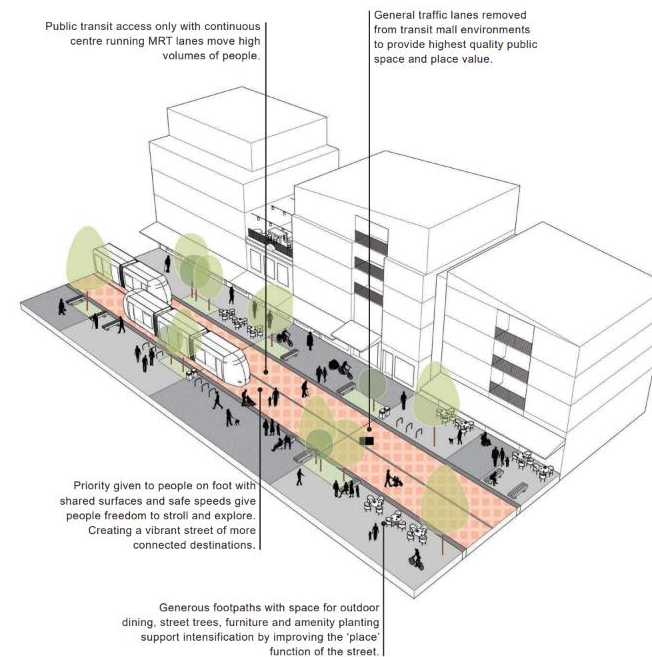 Public transit access only with continuous
centre running MRT lanes move high
volumes of people.
General traffic lanes removed
from transit mall environments
to provide highest quality public
space and place value.
Priority given to people on foot with
shared surfaces and safe speeds give
people freedom to stroll and explore.
Creating a vibrant street of more
connected destinations.
Generous footpaths with space for outdoor
dining, street trees, furniture and amenity planting
support intensification by improving the ‘place’
function of the street.